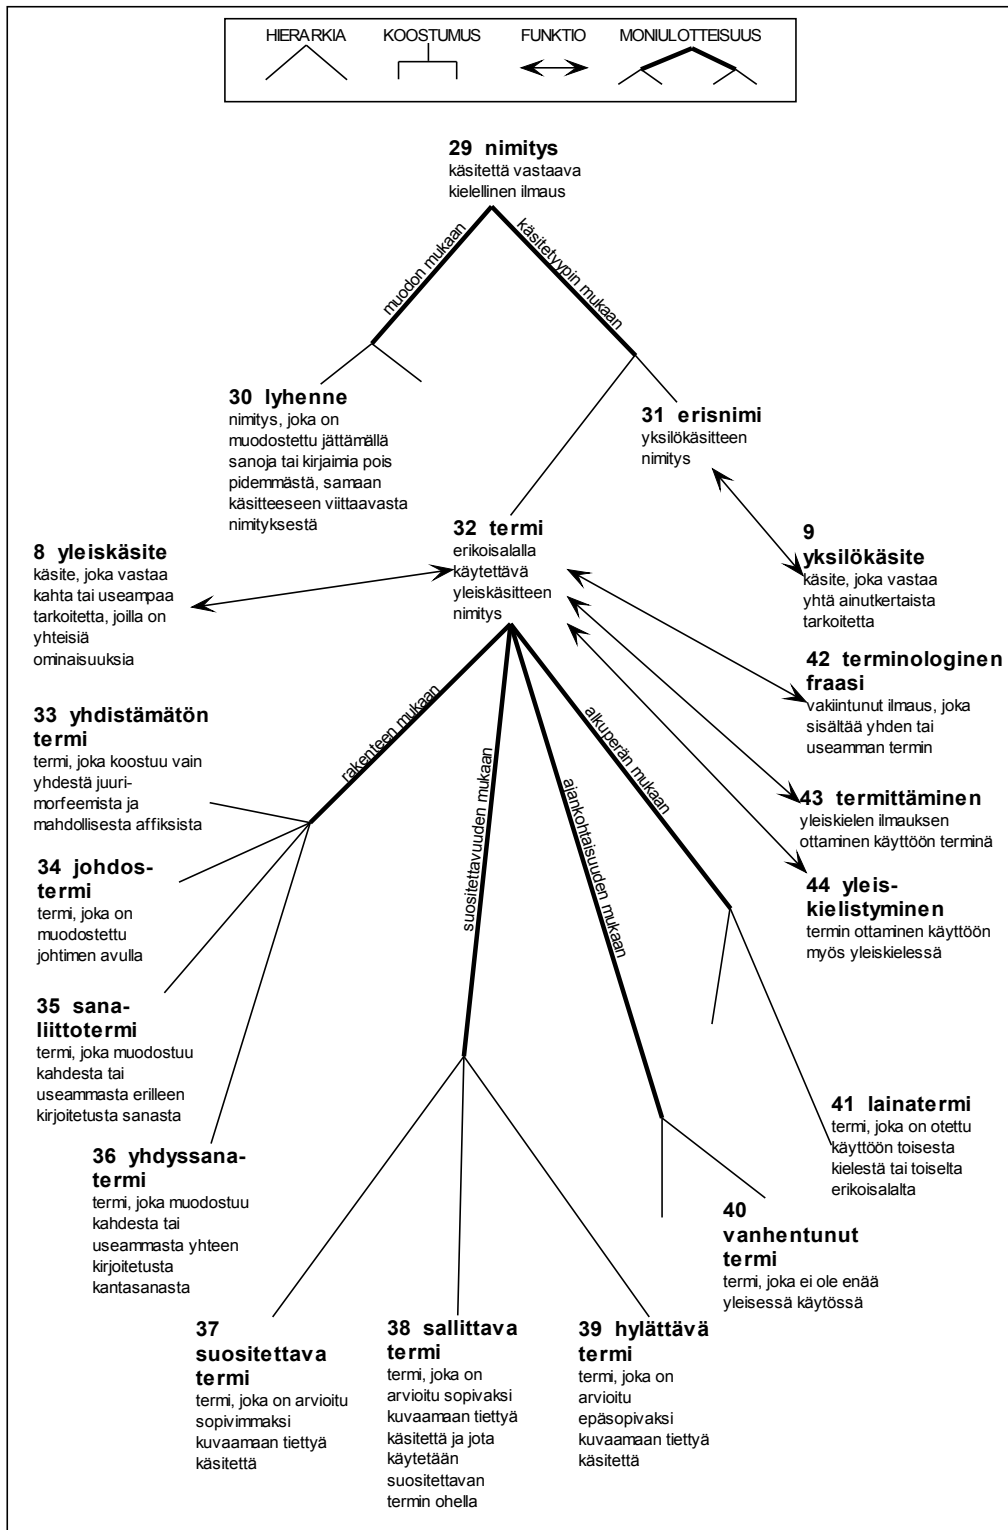 HIERARKIA
KOOSTUMUS
FUNKTIO
MONIULOTTEISUUS
29 nimitys
käsitettä vastaava
kielellinen ilmaus
muodon mukaan
käsitetyypin mukaan
30 lyhenne
nimitys, joka on
muodostettu jättämällä
sanoja tai kirjaimia pois
pidemmästä, samaan
käsitteeseen viittaavasta
nimityksestä
31 erisnimi
yksilökäsitteen
nimitys
32 termi
erikoisalalla
käytettävä
yleiskäsitteen
nimitys
8 yleiskäsite
käsite, joka vastaa
kahta tai useampaa
tarkoitetta, joilla on
yhteisiä
ominaisuuksia
9
yksilökäsite
käsite, joka vastaa
yhtä ainutkertaista
tarkoitetta
42 terminologinen
fraasi
vakiintunut ilmaus, joka
sisältää yhden tai
useamman termin
43 termittäminen
yleiskielen ilmauksen
ottaminen käyttöön terminä
44 yleis-
kielistyminen
termin ottaminen käyttöön
myös yleiskielessä
rakenteen mukaan
suositettavuuden mukaan
ajankohtaisuuden mukaan
alkuperän mukaan
33 yhdistämätön
termi
termi, joka koostuu vain
yhdestä juuri-
morfeemista ja
mahdollisesta affiksista
34 johdos-
termi
termi, joka on
muodostettu
johtimen avulla
35 sana-
liittotermi
termi, joka muodostuu
kahdesta tai
useammasta erilleen
kirjoitetusta sanasta
36 yhdyssana-
termi
termi, joka muodostuu
kahdesta tai
useammasta yhteen
kirjoitetusta
kantasanasta
37
suositettava
termi
termi, joka on arvioitu
sopivimmaksi
kuvaamaan tiettyä
käsitettä
38 sallittava
termi
termi, joka on
arvioitu sopivaksi
kuvaamaan tiettyä
käsitettä ja jota
käytetään
suositettavan
termin ohella
39 hylättävä
termi
termi, joka on
arvioitu
epäsopivaksi
kuvaamaan tiettyä
käsitettä
40
vanhentunut
termi
termi, joka ei ole enää
yleisessä käytössä
41 lainatermi
termi, joka on otettu
käyttöön toisesta
kielestä tai toiselta
erikoisalalta